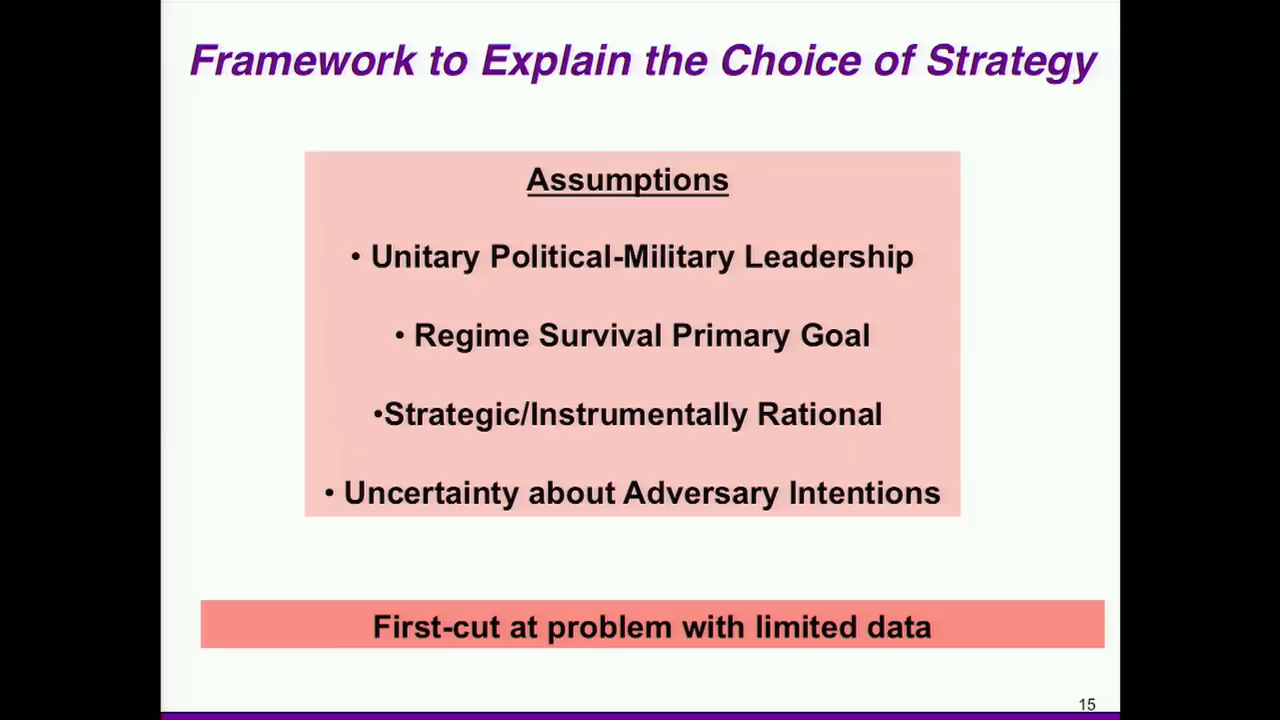 Framework to Explain the Choice of Strategy
Assumptions
• Unitary Political-Military Leadership
• Regime Survival Primary Goal
•Strategic/Instrumentally Rational
• Uncertainty about Adversary Intentions
First-cut at problem with limited data
15